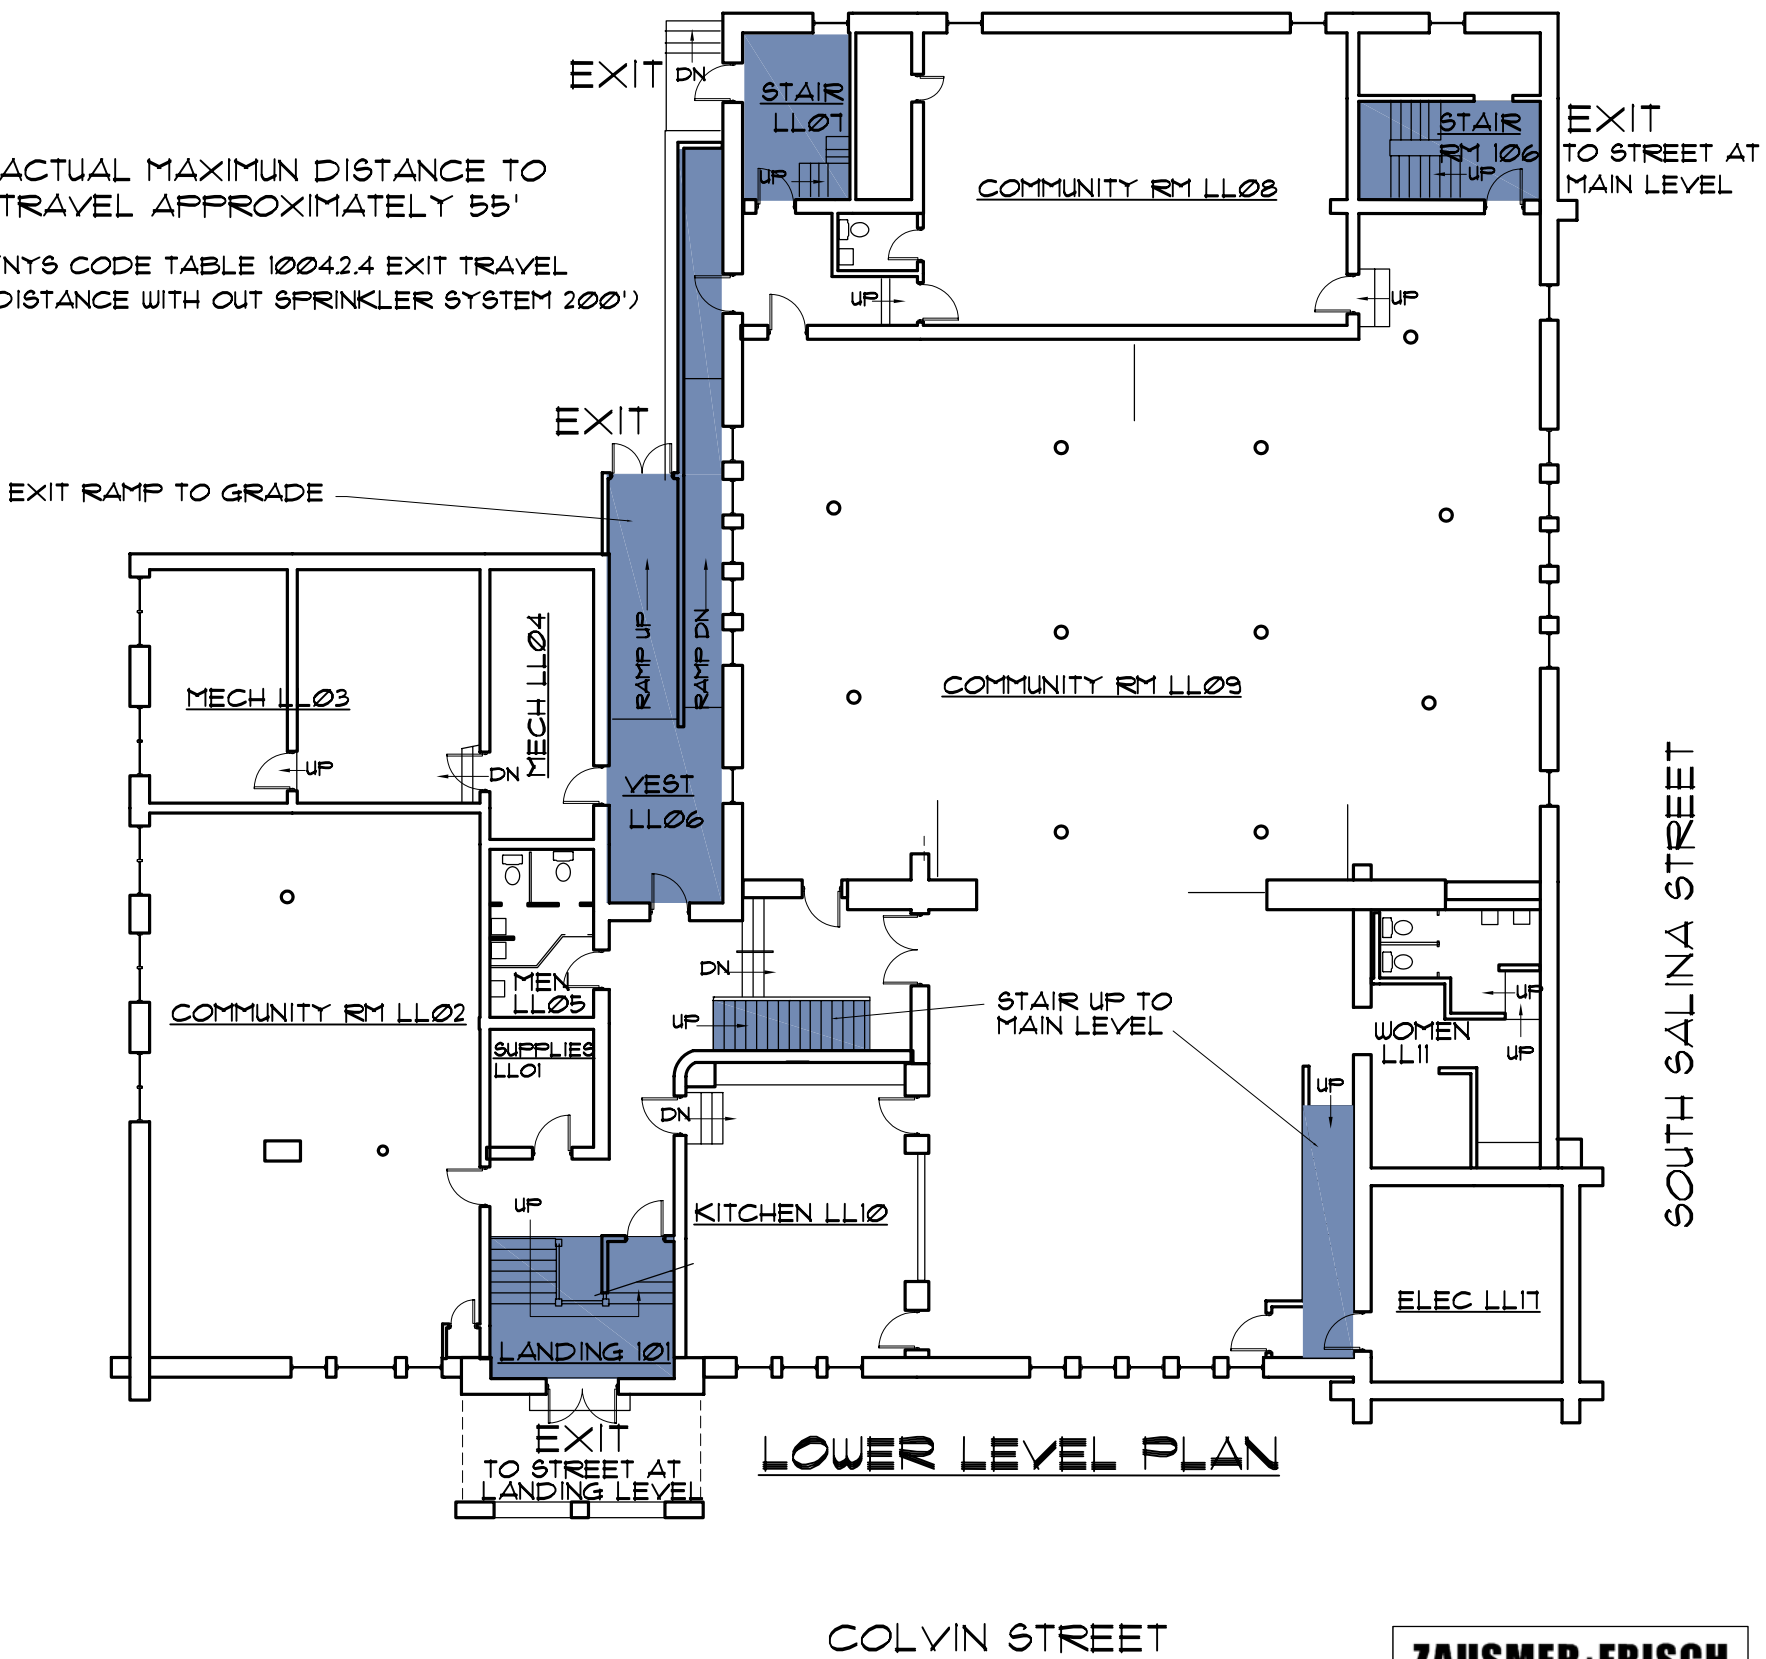 EXIT
DN
STAIR
LL07
UP
COMMUNITY RM LL08
STAIR
RM 106
UP
EXIT
TO STREET AT
MAIN LEVEL
ACTUAL MAXIMUN DISTANCE TO
TRAVEL APPROXIMATELY 55'
NYS CODE TABLE 1004.2.4 EXIT TRAVEL
DISTANCE WITH OUT SPRINKLER SYSTEM 200')
UP
UP
EXIT
EXIT RAMP TO GRADE
RAMP UP
RAMP DN
MECH LL03
MECH LL04
UP
DN
VEST
LL06
COMMUNITY RM LL09
SOUTH SALINA STREET
COMMUNITY RM LL02
MEN
LL05
SUPPLIES
LL01
DN
UP
STAIR UP TO
MAIN LEVEL
UP
WOMEN
LL11
UP
UP
DN
UP
KITCHEN LL10
LANDING 101
ELEC LL17
EXIT
TO STREET AT
LANDING LEVEL
LOWER LEVEL PLAN
COLVIN STREET
ZAUSMER·FRISCH